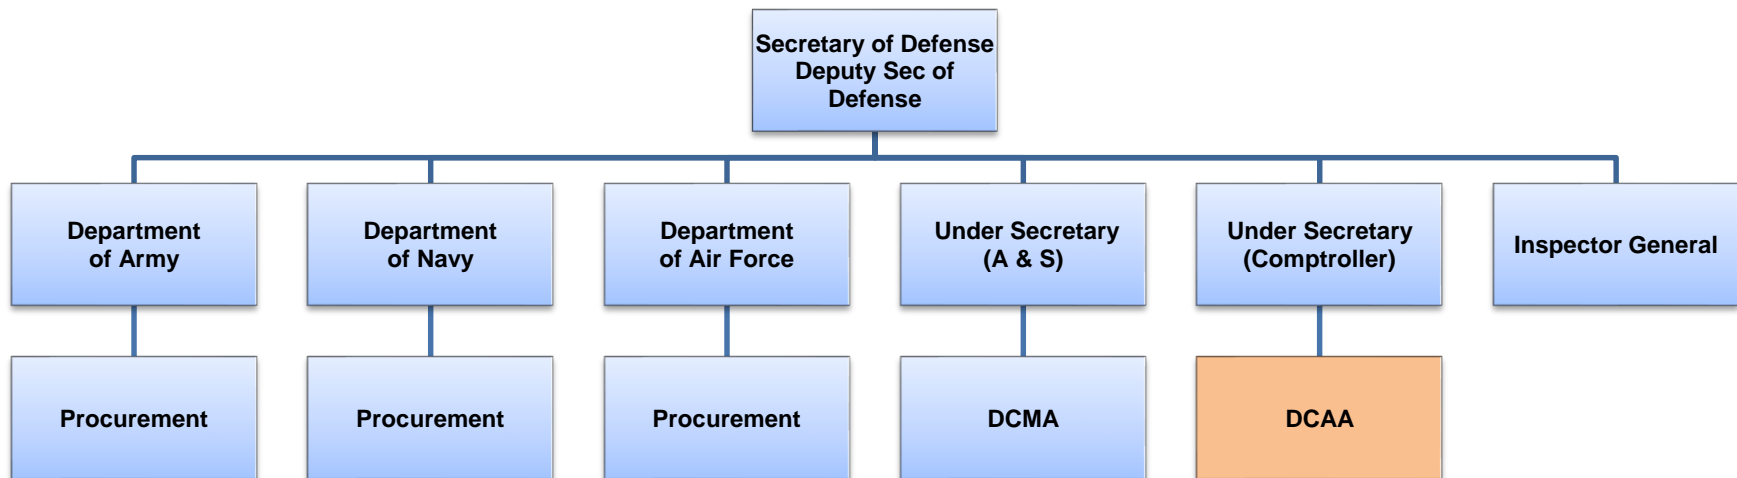 Secretary of Defense
Deputy Sec of
Defense
Department
of Army
Department
of Navy
Department
of Air Force
Under Secretary
(A & S)
Under Secretary
(Comptroller)
Inspector General
Procurement
Procurement
Procurement
DCMA
DCAA